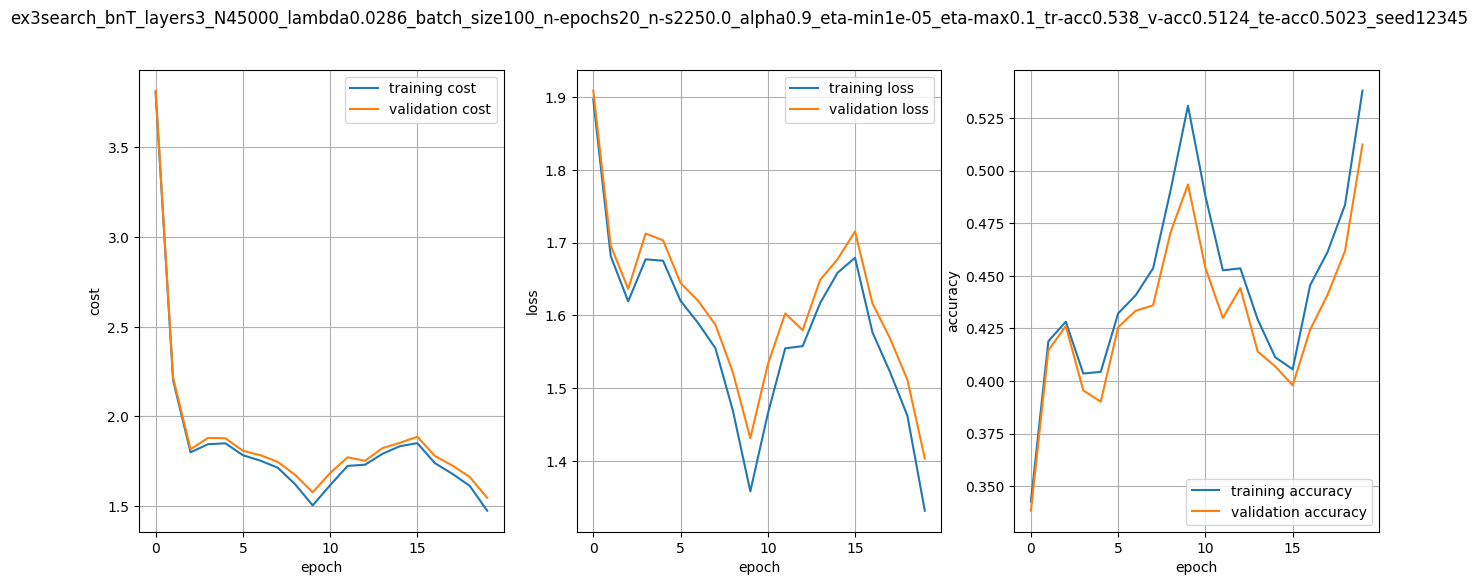 ex3search_bnT_layers3_N45000_lambda0.0286_batch_size100_n-epochs20_n-s2250.0_alpha0.9_eta-min1e-05_eta-max0.1_tr-acc0.538_v-acc0.5124_te-acc0.5023_seed12345
training cost
validation cost
3.5
3.0
2.5
2.0
1.5
cost
0
5
10
15
epoch
training loss
validation loss
1.9
1.8
1.7
1.6
1.5
1.4
loss
0
5
10
15
epoch
0.525
0.500
0.475
0.450
0.425
0.400
0.375
0.350
accuracy
training accuracy
validation accuracy
0
5
10
15
epoch